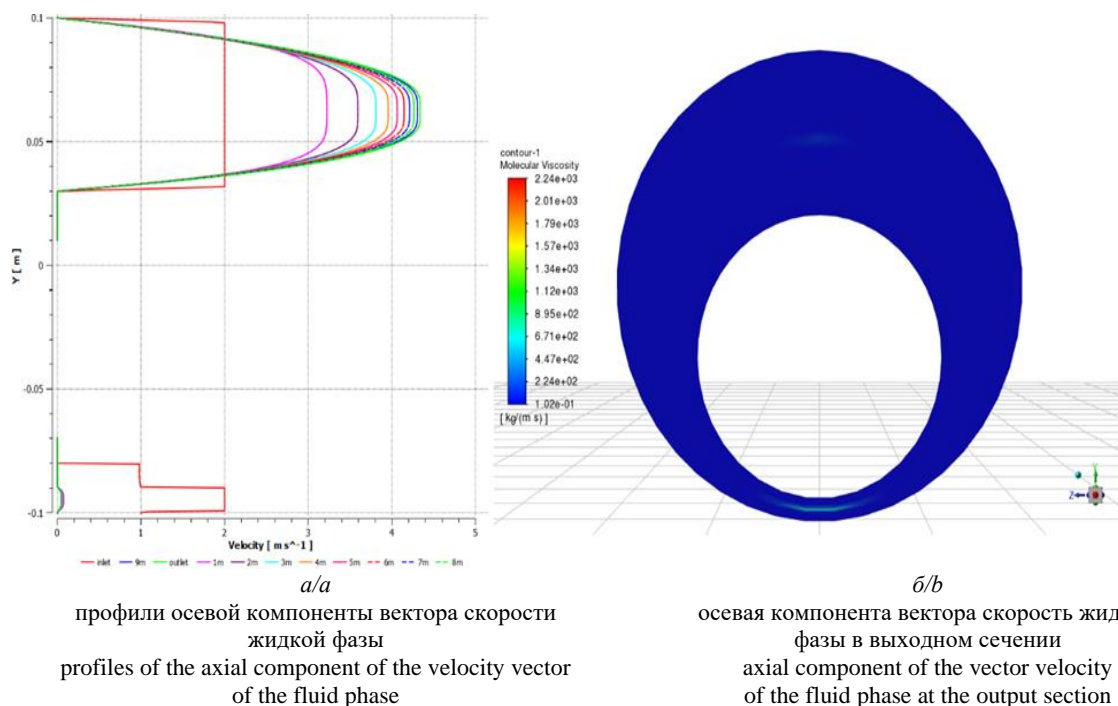 0.1
0.05
0
-0.05
-0.1
Y [ m ]
0 1 2 3 4 5
Velocity [ m s^-1 ]
inlet 9m outlet 1m 2m 3m 4m 5m 6m 7m 8m
contour-1
Molecular Viscosity
2.24e+03
2.01e+03
1.79e+03
1.57e+03
1.34e+03
1.12e+03
8.95e+02
6.71e+02
4.47e+02
2.24e+02
1.02e-01
[ kg/(m s) ]
Y
Z
а/a
профили осевой компоненты вектора скорости
жидкой фазы
profiles of the axial component of the velocity vector
of the fluid phase
б/b
осевая компонента вектора скорость жид
фазы в выходном сечении
axial component of the vector velocity
of the fluid phase at the output section